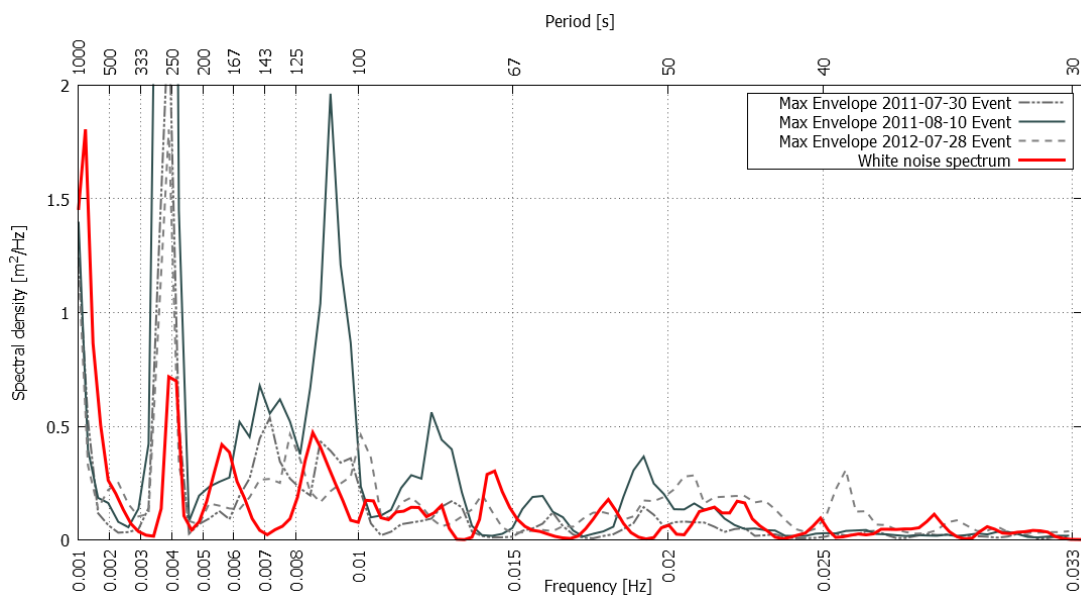 Period [s]
1000 500 333 250 200 167 143 125 100 67 50 40 30
Max Envelope 2011-07-30 Event
Max Envelope 2011-08-10 Event
Max Envelope 2012-07-28 Event
White noise spectrum
Spectral density [m²/Hz]
2
1.5
1
0.5
0
0.001 0.002 0.003 0.004 0.005 0.006 0.007 0.008 0.01 0.015 0.02 0.025 0.033
Frequency [Hz]